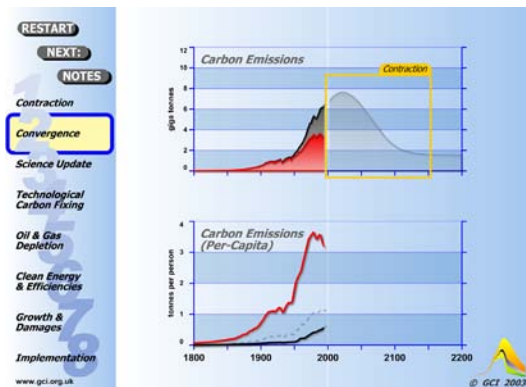 RESTART
NEXT:
NOTES
Contraction
Convergence
Science Update
Technological
Carbon Fixing
Oil & Gas
Depletion
Clean Energy
& Efficiencies
Growth &
Damages
Implementation
www.gci.org.uk
12345678
Carbon Emissions
Contraction
giga tonnes
12
10
8
6
4
2
0
Carbon Emissions
(Per-Capita)
tonnes per person
4
3
2
1
0
1800 1900 2000 2100 2200
© GCI 2003